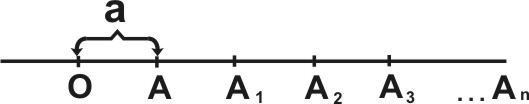 a
O A A₁ A₂ A₃ ... Aₙ